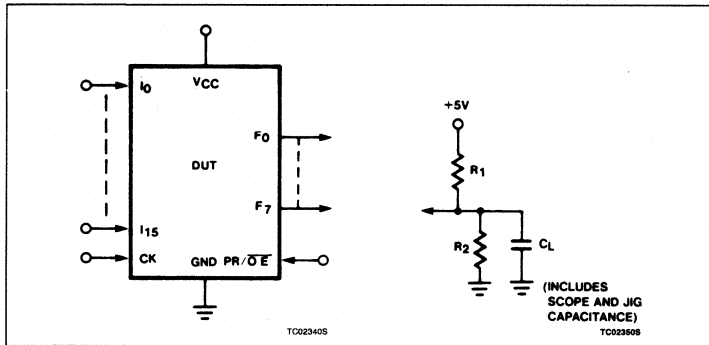 VCC
I0
F0
DUT
F7
I15
CK
GND PR/OE
TC02340S
+5V
R1
R2
CL
(INCLUDES
SCOPE AND JIG
CAPACITANCE)
TC02350S